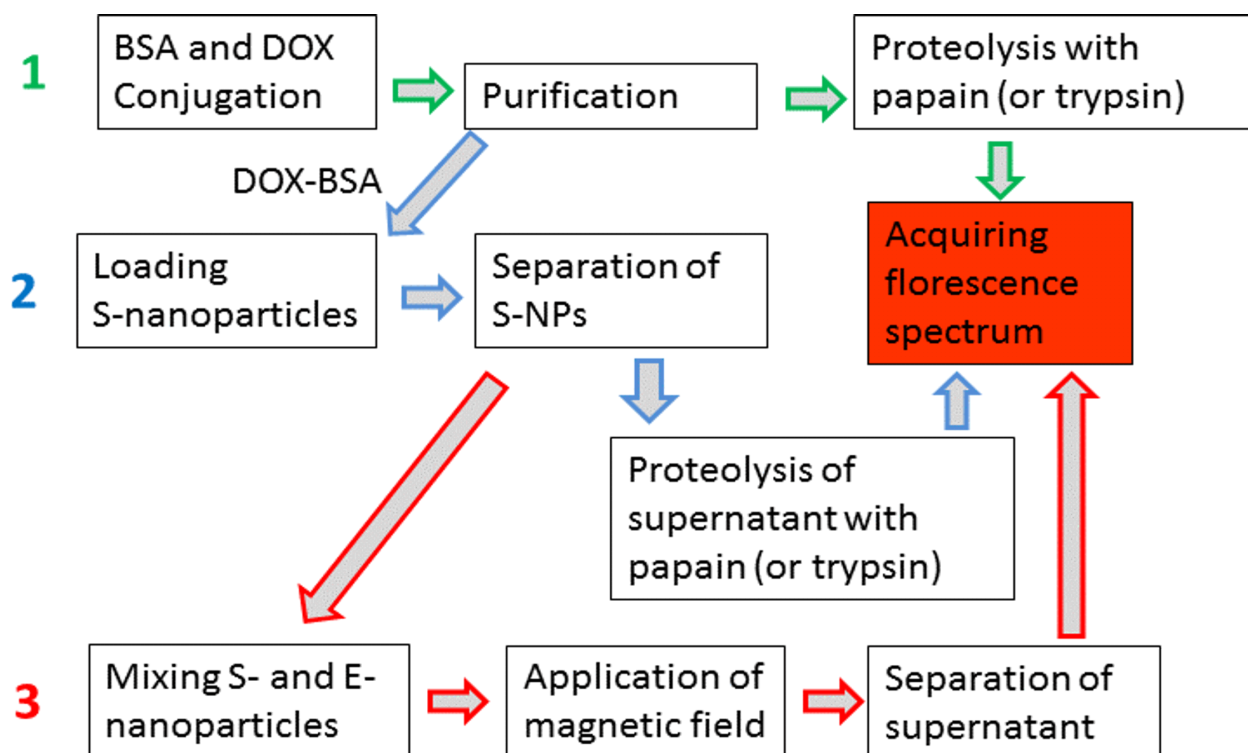 1
BSA and DOX
Conjugation
Purification
Proteolysis with
papain (or trypsin)
DOX-BSA
2
Loading
S-nanoparticles
Separation of
S-NPs
Acquiring
florescence
spectrum
Proteolysis of
supernatant with
papain (or trypsin)
3
Mixing S- and E-
nanoparticles
Application of
magnetic field
Separation of
supernatant